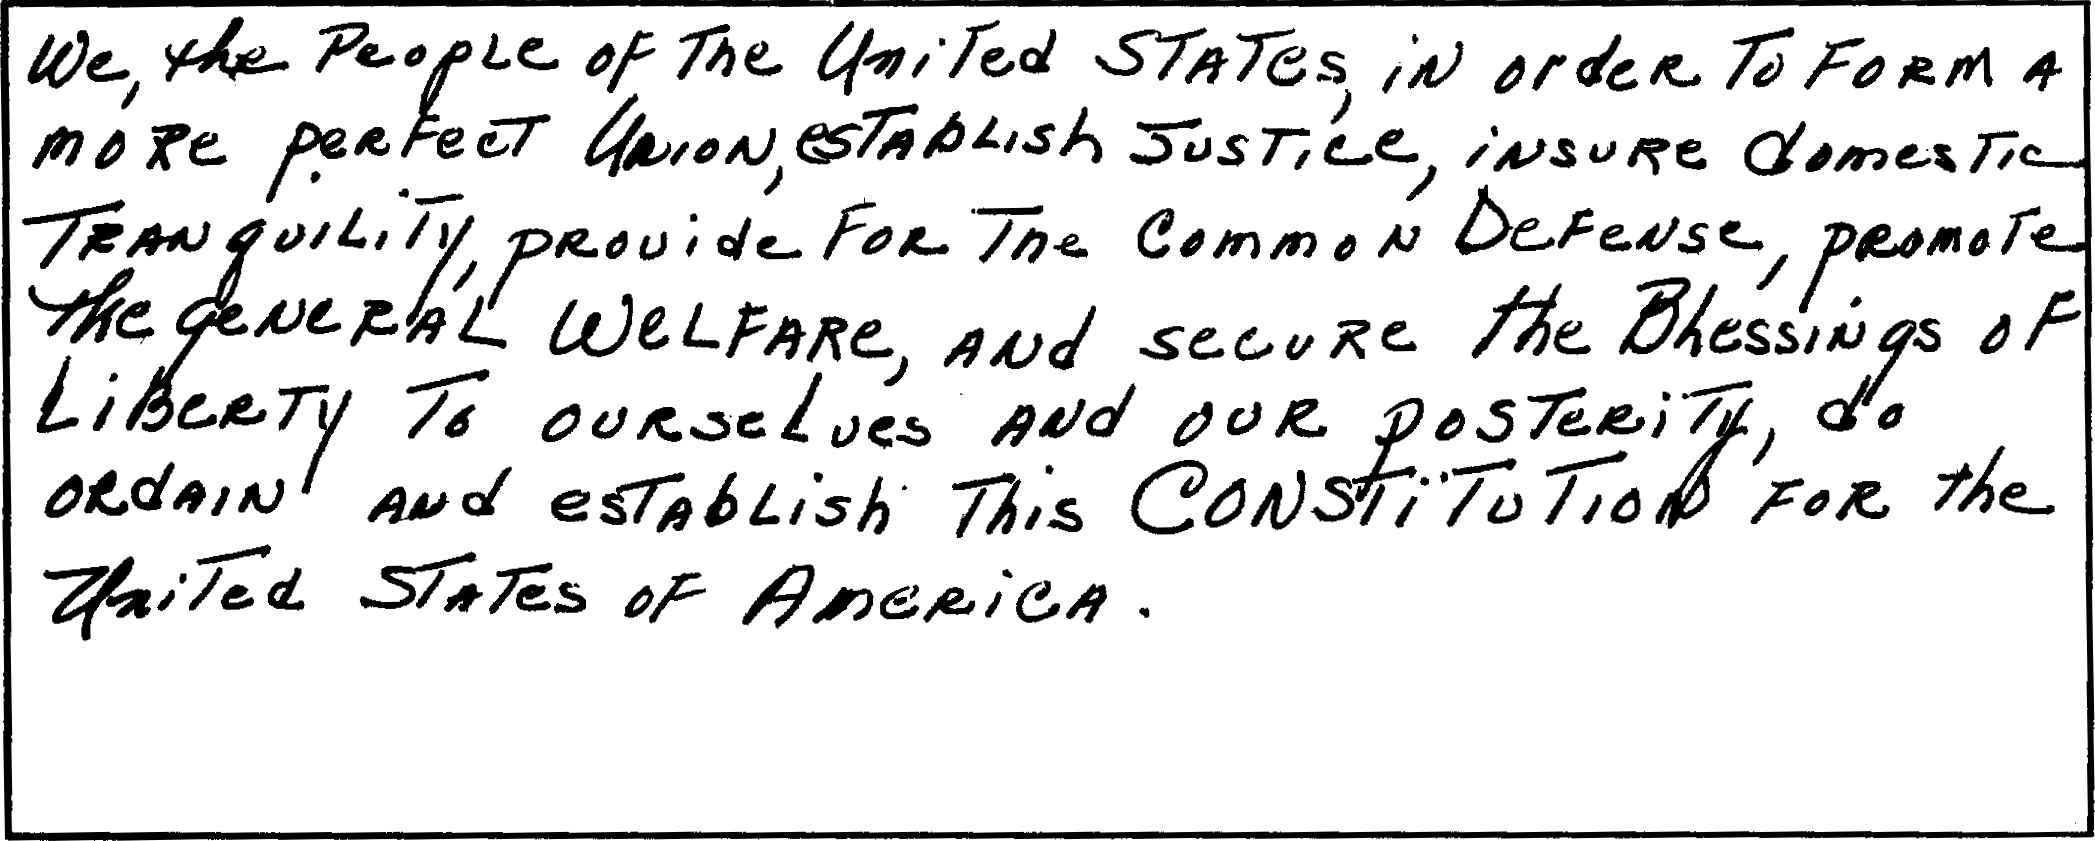 We, the People of The United States, in order To Form a
more perfect Union, establish Justice, insure domestic
Tranquility, provide For The Common Defense, promote
the general Welfare, and secure the Blessings of
Liberty To ourselves and our posterity, do
ordain and establish This Constitution For the
United States of America.